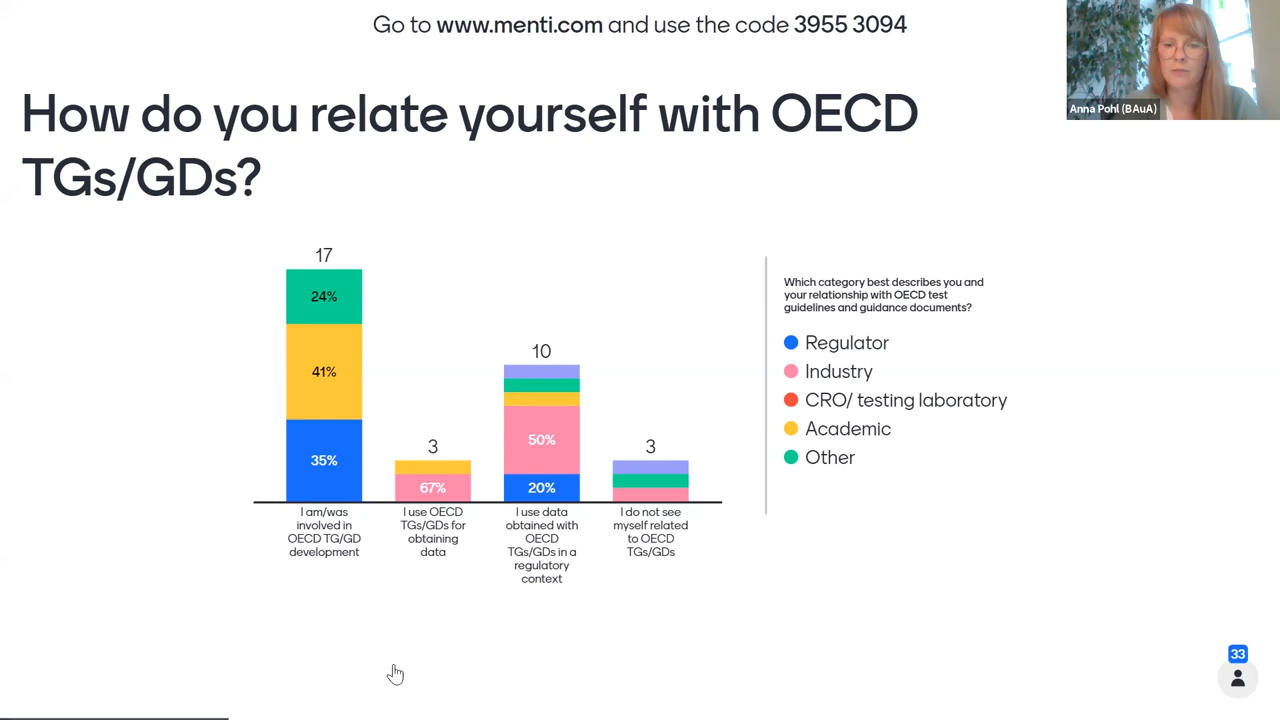 Go to www.menti.com and use the code 3955 3094
Anna Pohl (BAuA)
How do you relate yourself with OECD
TGs/GDs?
17
24%
41%
35%
3
67%
10
50%
20%
3
I am/was
involved in
OECD TG/GD
development
I use OECD
TGs/GDs for
obtaining
data
I use data
obtained with
OECD
TGs/GDs in a
regulatory
context
I do not see
myself related
to OECD
TGs/GDs
Which category best describes you and
your relationship with OECD test
guidelines and guidance documents?
Regulator
Industry
CRO/ testing laboratory
Academic
Other
33